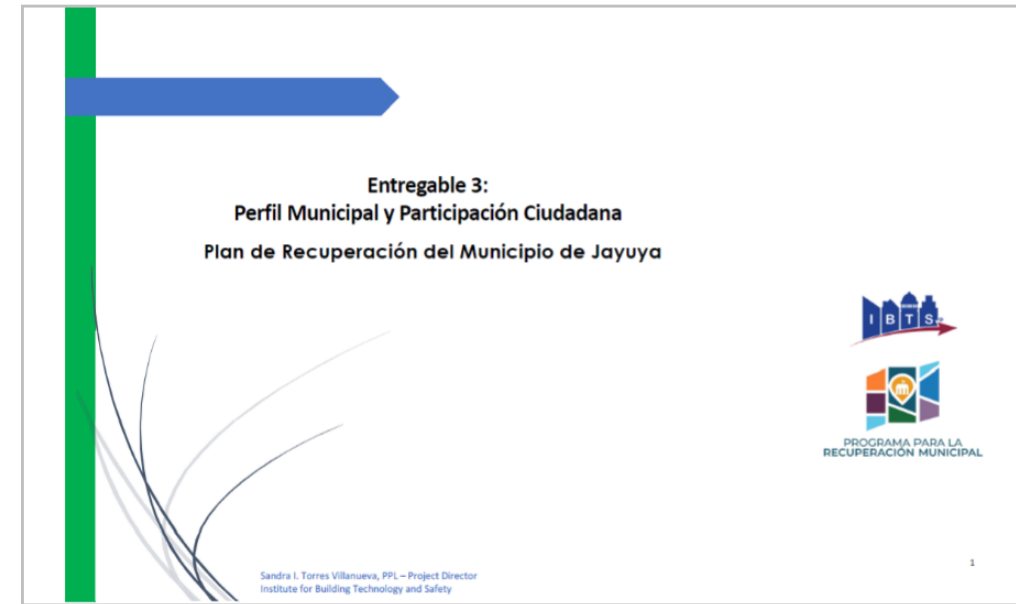 Entregable 3:
Perfil Municipal y Participación Ciudadana
Plan de Recuperación del Municipio de Jayuya
IBTS
PROGRAMA PARA LA
RECUPERACIÓN MUNICIPAL
Sandra I. Torres Villanueva, PPL – Project Director
Institute for Building Technology and Safety
1